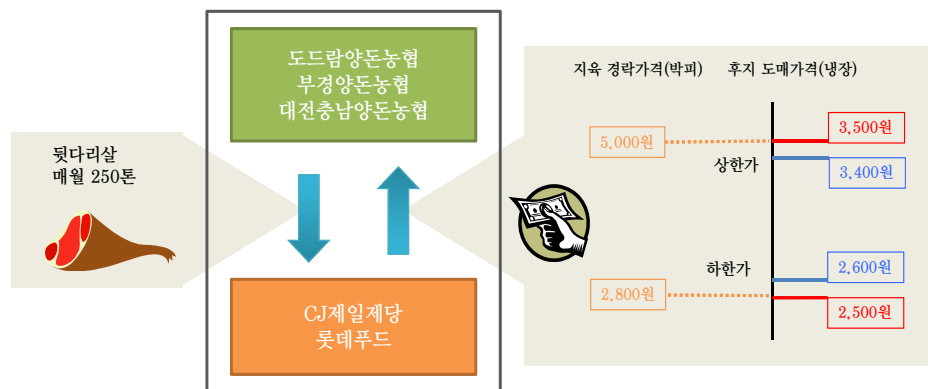 도드람양돈농협
부경양돈농협
대전충남양돈농협
뒷다리살
매월 250톤
CJ제일제당
롯데푸드
지육 경락가격(박피)
후지 도매가격(냉장)
3,500원
5,000원
상한가
3,400원
하한가
2,600원
2,800원
2,500원